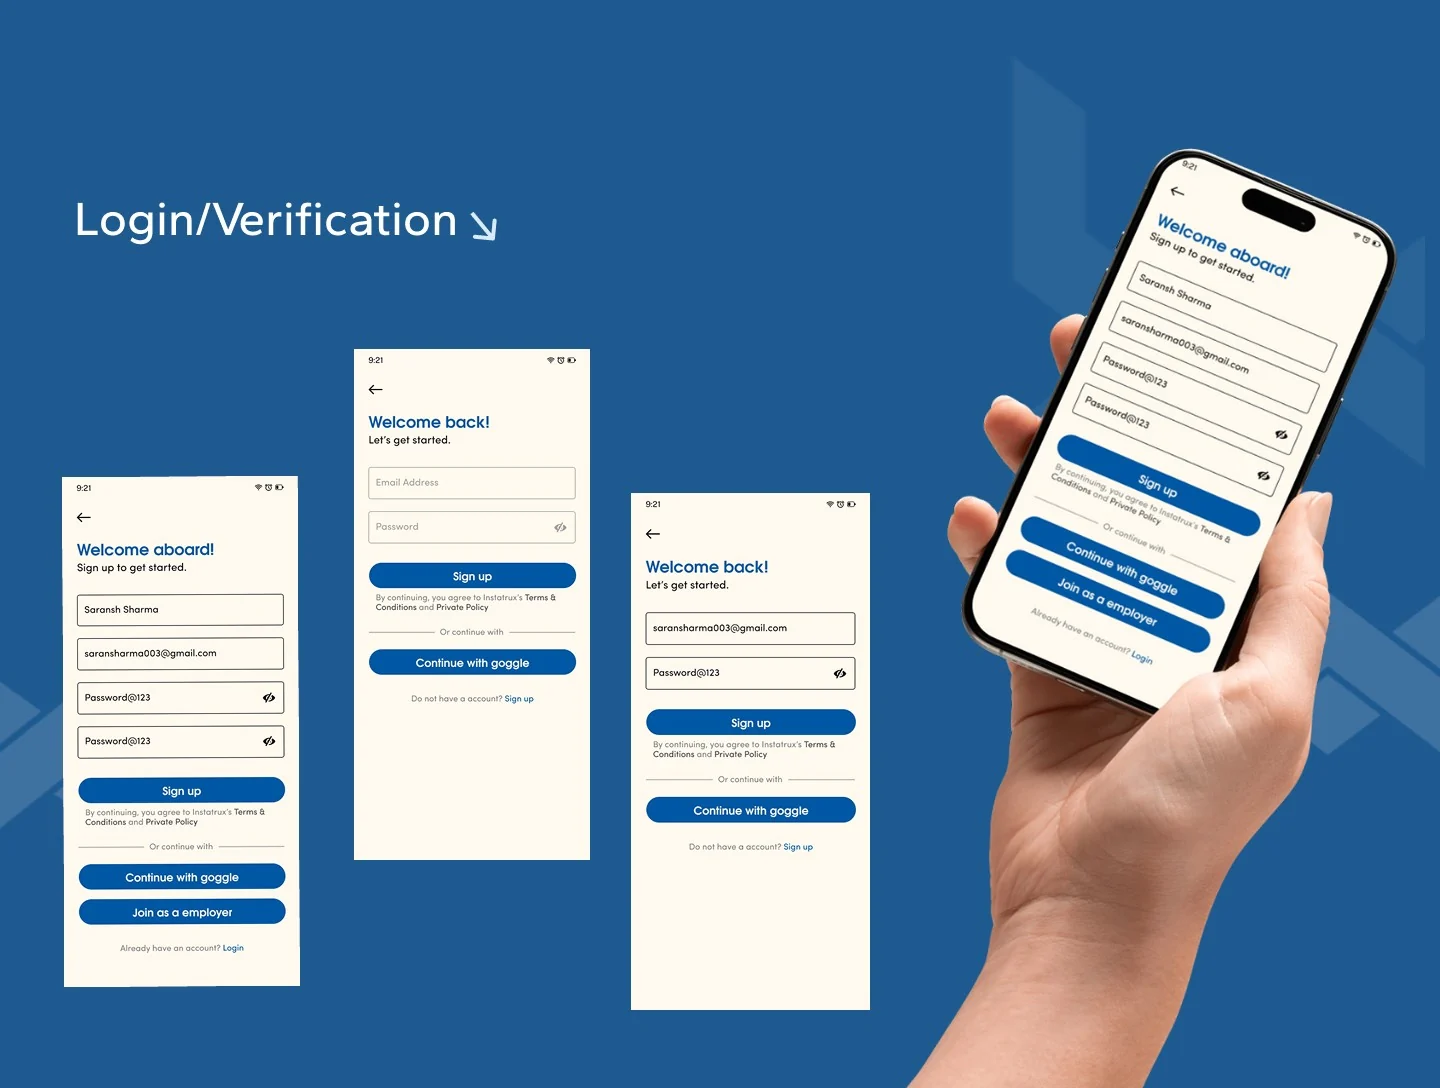 Login/Verification
9:21
Welcome aboard!
Sign up to get started.
Saransh Sharma
saransharma003@gmail.com
Password@123
Password@123
Sign up
By continuing, you agree to Instatrux's Terms &
Conditions and Private Policy
Or continue with
Continue with goggle
Join as a employer
Already have an account? Login
9:21
Welcome back!
Let's get started.
Email Address
Password
Sign up
By continuing, you agree to Instatrux's Terms &
Conditions and Private Policy
Or continue with
Continue with goggle
Do not have a account? Sign up
9:21
Welcome back!
Let's get started.
saransharma003@gmail.com
Password@123
Sign up
By continuing, you agree to Instatrux's Terms &
Conditions and Private Policy
Or continue with
Continue with goggle
Do not have a account? Sign up
9:21
Welcome aboard!
Sign up to get started.
Saransh Sharma
saransharma003@gmail.com
Password@123
Password@123
Sign up
By continuing, you agree to Instatrux's Terms &
Conditions and Private Policy
Or continue with
Continue with goggle
Join as a employer
Already have an account? Login